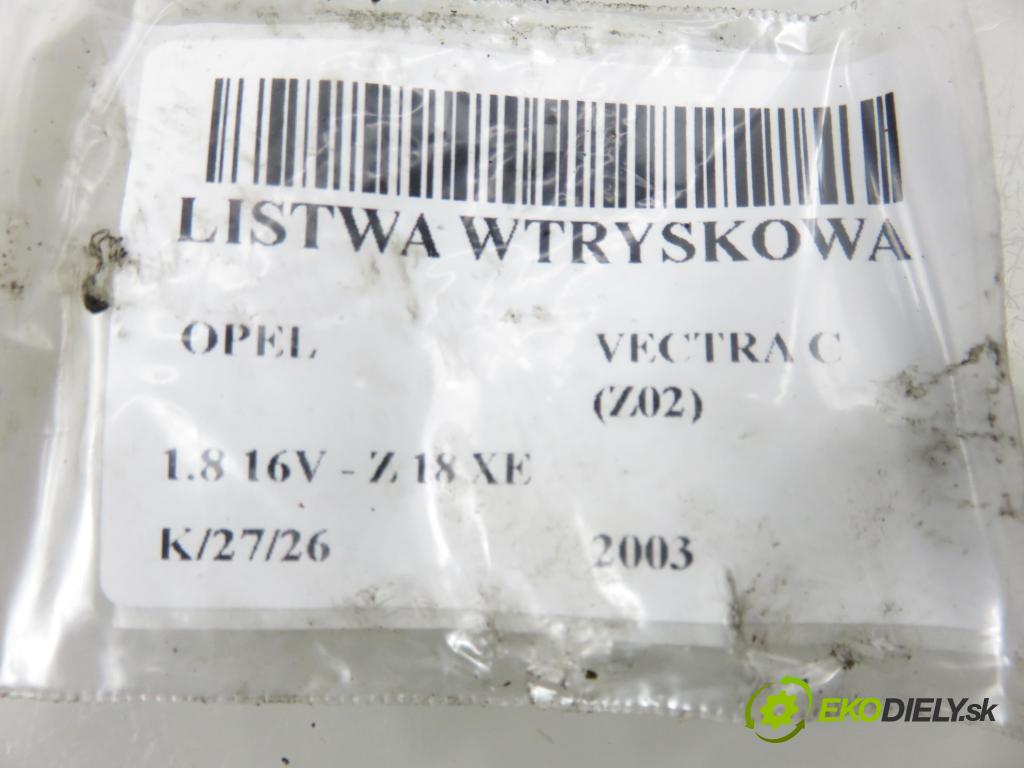 LISTWA WTRYSKOWA
OPEL VECTRA C
(Z02)
1.8 16V - Z 18 XE
K/27/26 2003
EKODIELY.sk